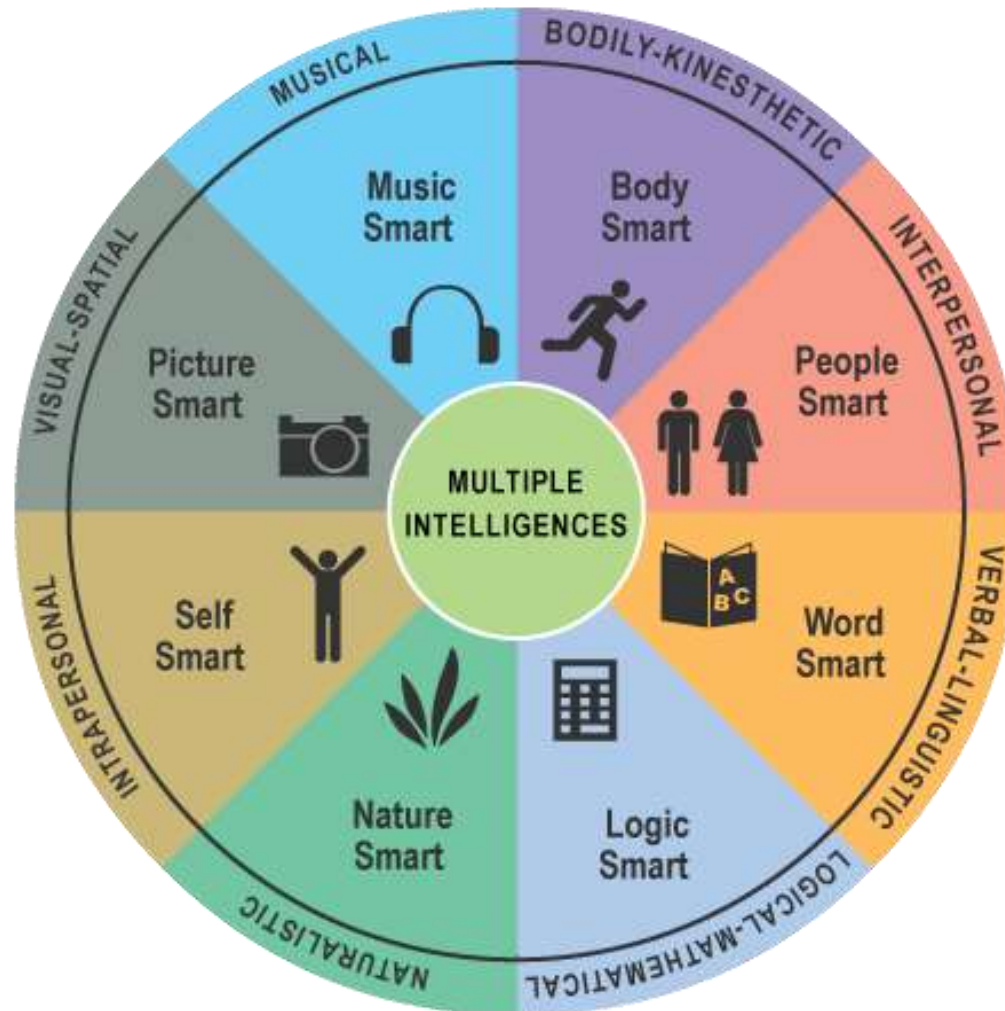 MUSICAL
BODILY-KINESTHETIC
Music
Smart
Body
Smart
VISUAL-SPATIAL
INTERPERSONAL
Picture
Smart
People
Smart
MULTIPLE
INTELLIGENCES
INTRAPERSONAL
VERBAL-LINGUISTIC
Self
Smart
A
B C
Word
Smart
Nature
Smart
Logic
Smart
NATURALISTIC
LOGICAL-MATHEMATICAL